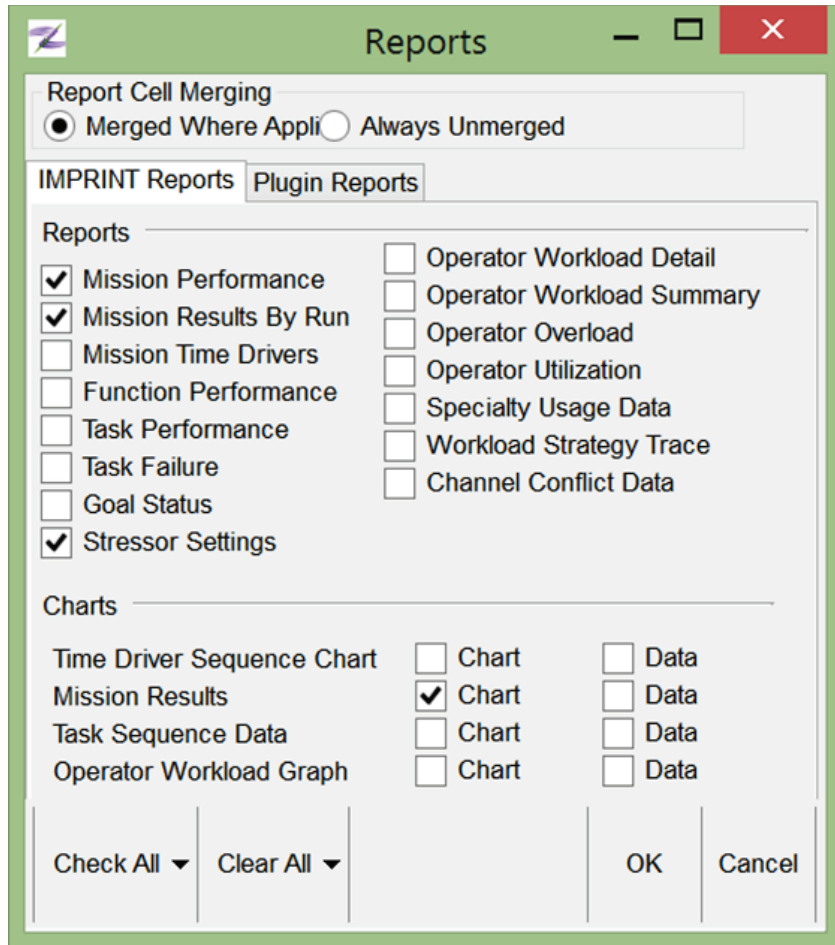 Reports
Report Cell Merging
Merged Where Appli Always Unmerged
IMPRINT Reports Plugin Reports
Reports
Mission Performance
Mission Results By Run
Mission Time Drivers
Function Performance
Task Performance
Task Failure
Goal Status
Stressor Settings
Operator Workload Detail
Operator Workload Summary
Operator Overload
Operator Utilization
Specialty Usage Data
Workload Strategy Trace
Channel Conflict Data
Charts
Time Driver Sequence Chart Chart Data
Mission Results Chart Data
Task Sequence Data Chart Data
Operator Workload Graph Chart Data
Check All Clear All OK Cancel